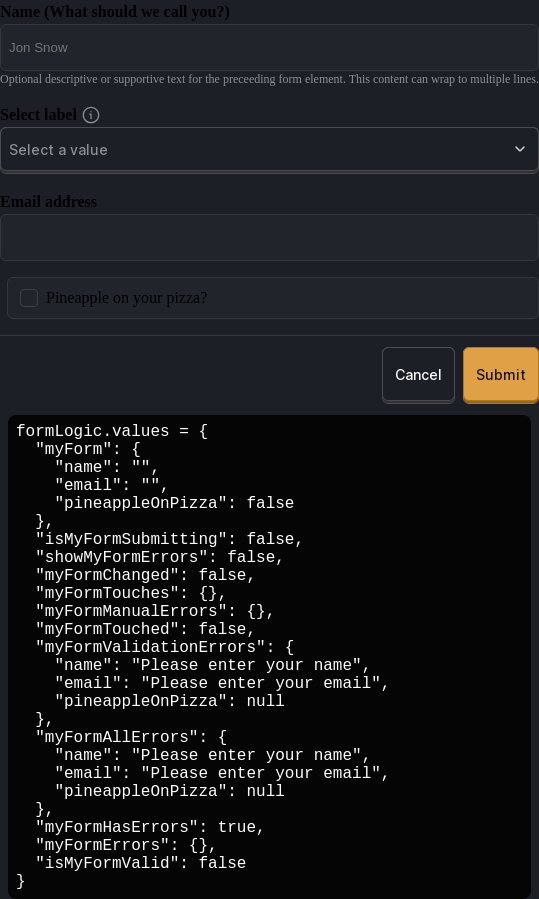 Name (What should we call you?)
Jon Snow
Optional descriptive or supportive text for the preceeding form element. This content can wrap to multiple lines.
Select label
Select a value
Email address
Pineapple on your pizza?
Cancel
Submit
formLogic.values = {
  "myForm": {
    "name": "",
    "email": "",
    "pineappleOnPizza": false
  },
  "isMyFormSubmitting": false,
  "showMyFormErrors": false,
  "myFormChanged": false,
  "myFormTouches": {},
  "myFormManualErrors": {},
  "myFormTouched": false,
  "myFormValidationErrors": {
    "name": "Please enter your name",
    "email": "Please enter your email",
    "pineappleOnPizza": null
  },
  "myFormAllErrors": {
    "name": "Please enter your name",
    "email": "Please enter your email",
    "pineappleOnPizza": null
  },
  "myFormHasErrors": true,
  "myFormErrors": {},
  "isMyFormValid": false
}